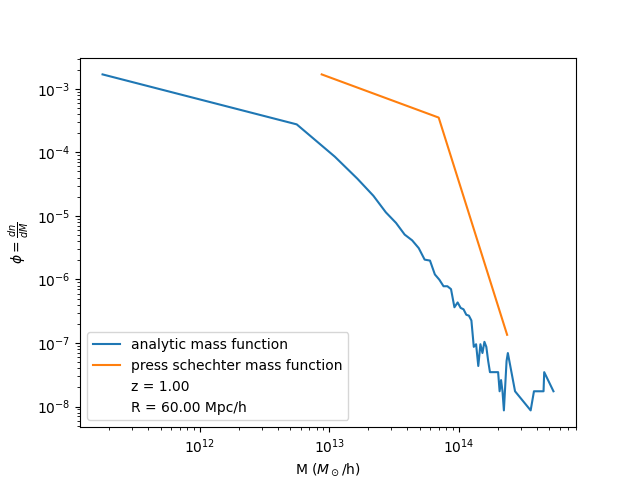 10⁻³
10⁻⁴
10⁻⁵
10⁻⁶
10⁻⁷
10⁻⁸
ϕ = dn/dM
analytic mass function
press schechter mass function
z = 1.00
R = 60.00 Mpc/h
10¹² 10¹³ 10¹⁴
M (M⊙/h)